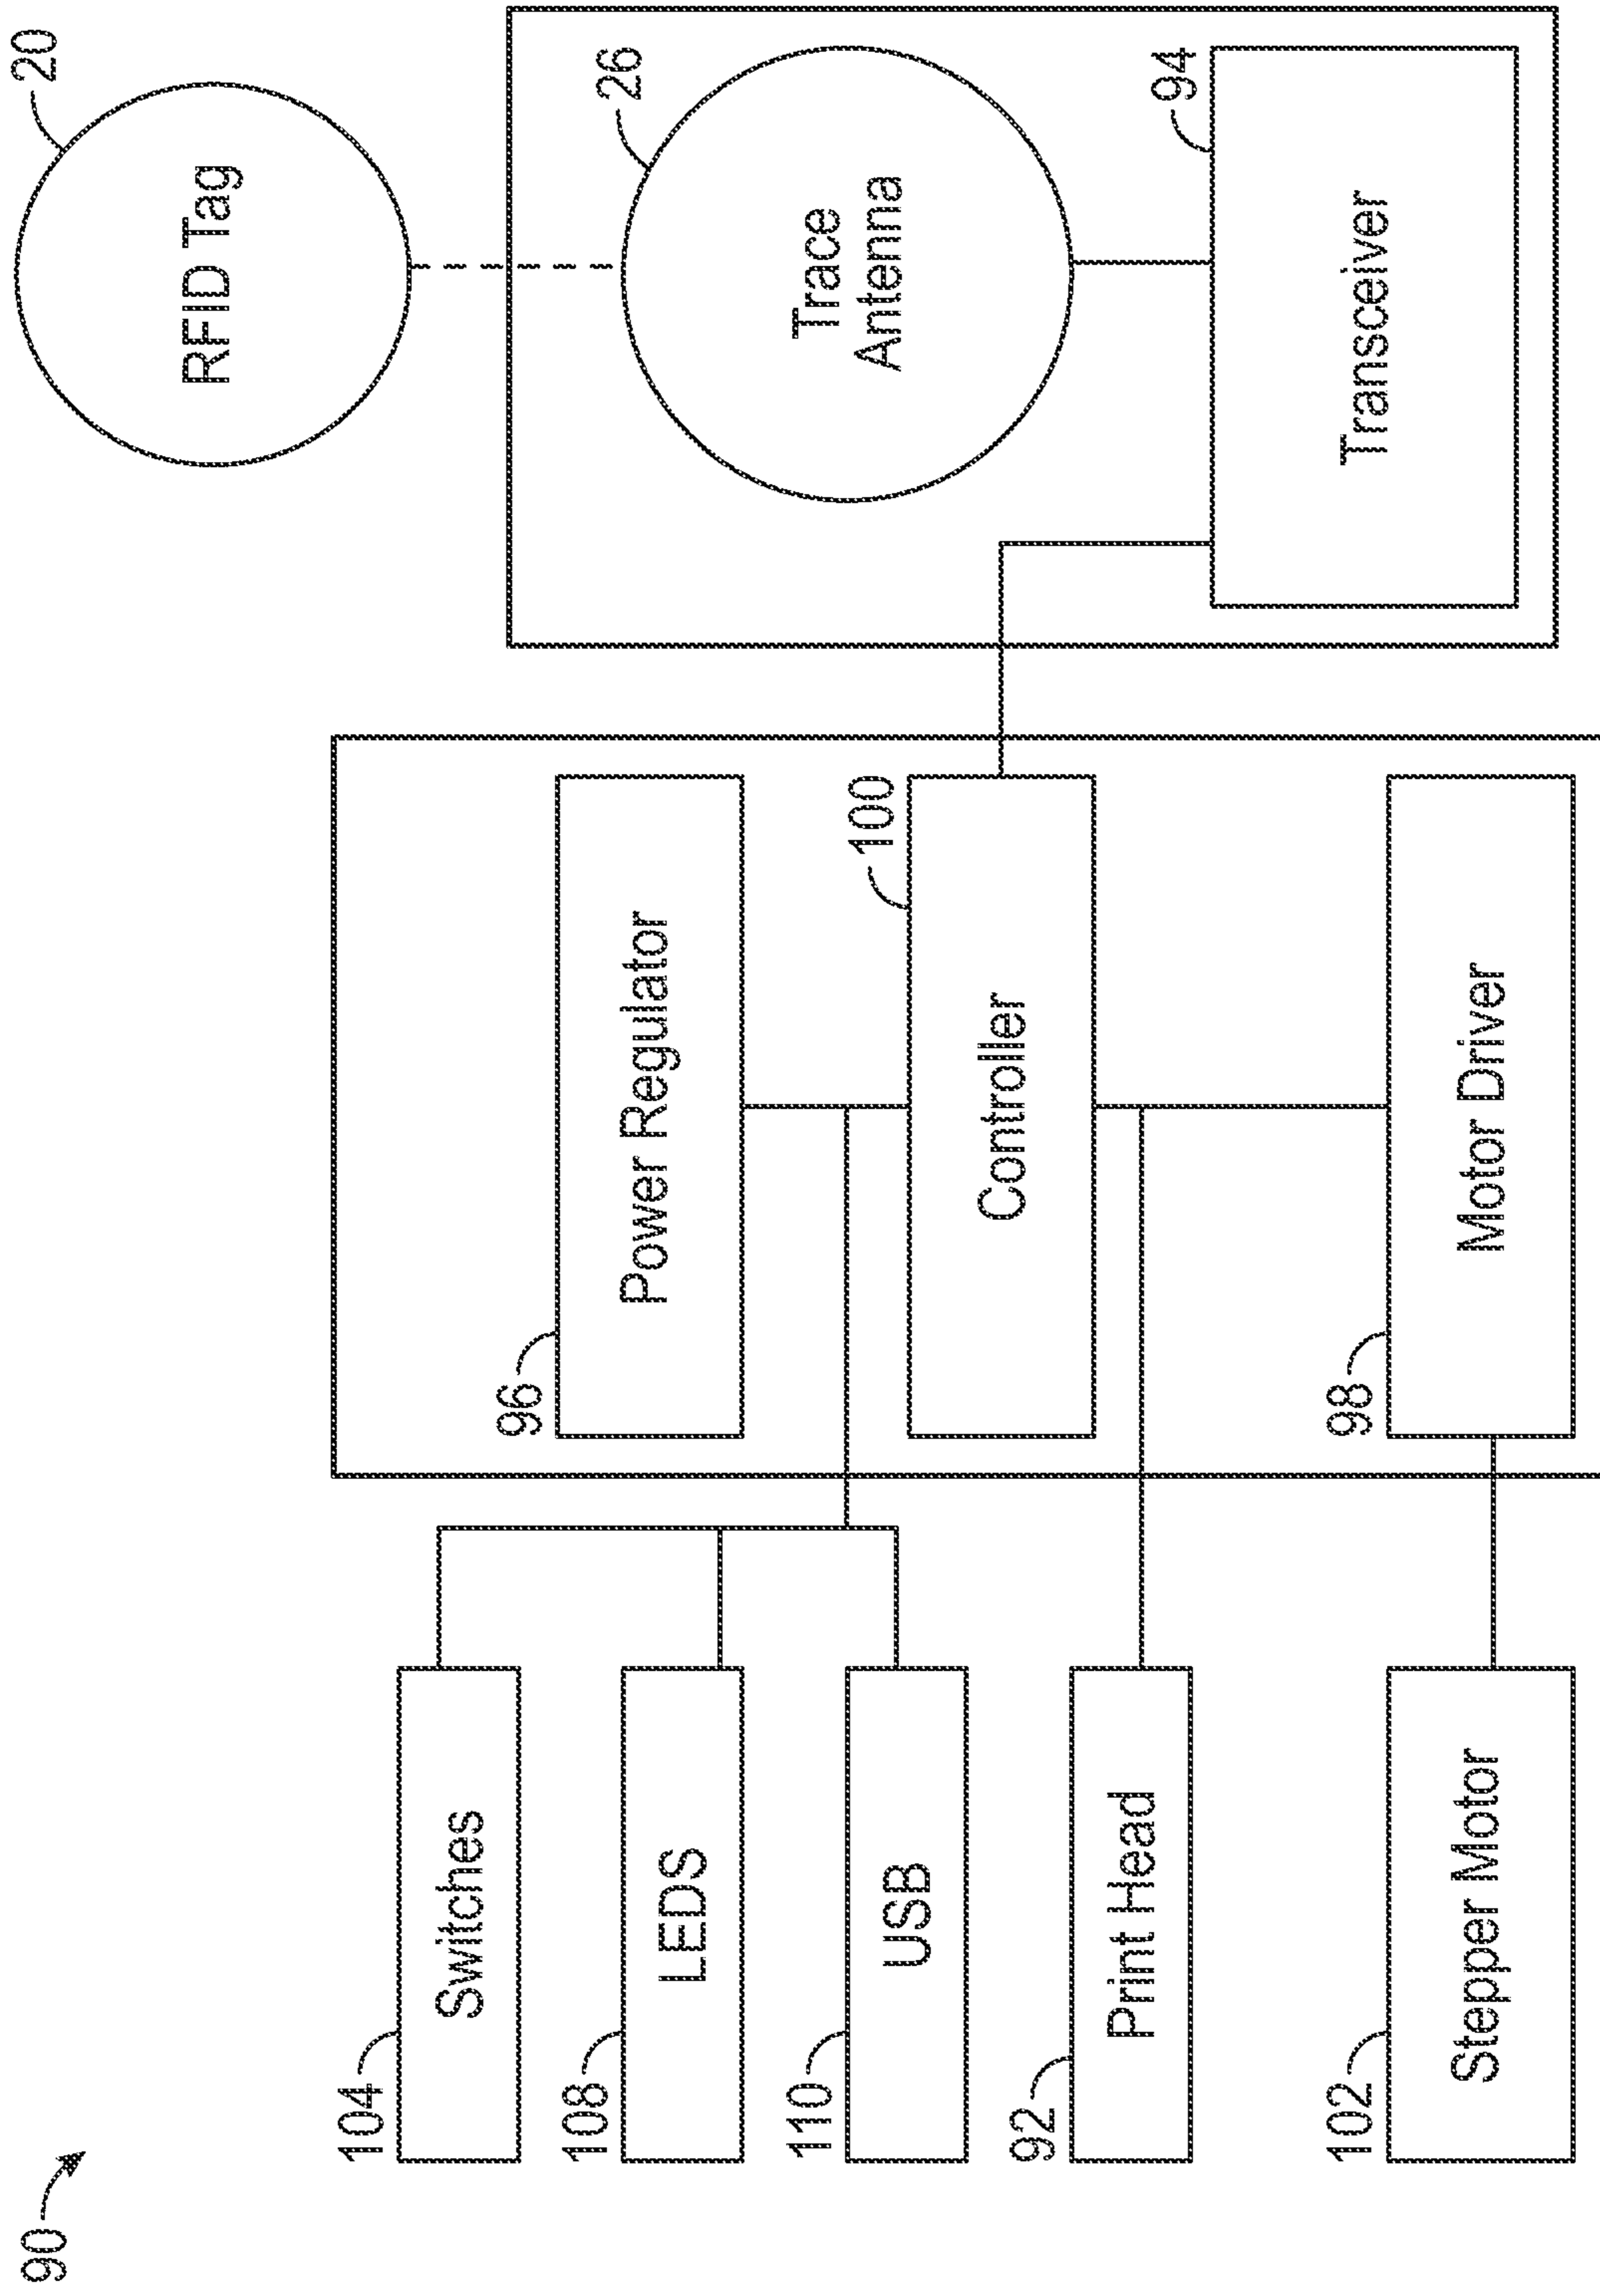 90
104
Switches
108
LEDS
110
USB
92
Print Head
102
Stepper Motor
96
Power Regulator
100
Controller
98
Motor Driver
20
RFID Tag
26
Trace
Antenna
94
Transceiver